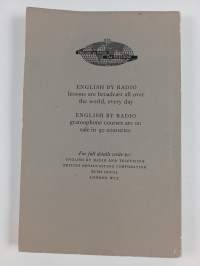 ENGLISH BY RADIO
lessons are broadcast all over
the world, every day
ENGLISH BY RADIO
gramophone courses are on
sale in 30 countries
For full details write to:
ENGLISH BY RADIO AND TELEVISION
BRITISH BROADCASTING CORPORATION
BUSH HOUSE
LONDON WC2